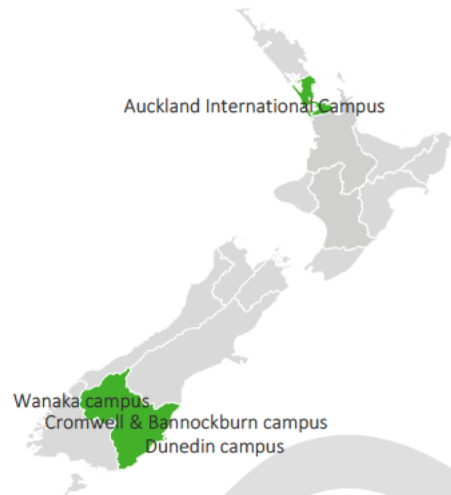 Auckland International Campus
Wanaka campus
Cromwell & Bannockburn campus
Dunedin campus